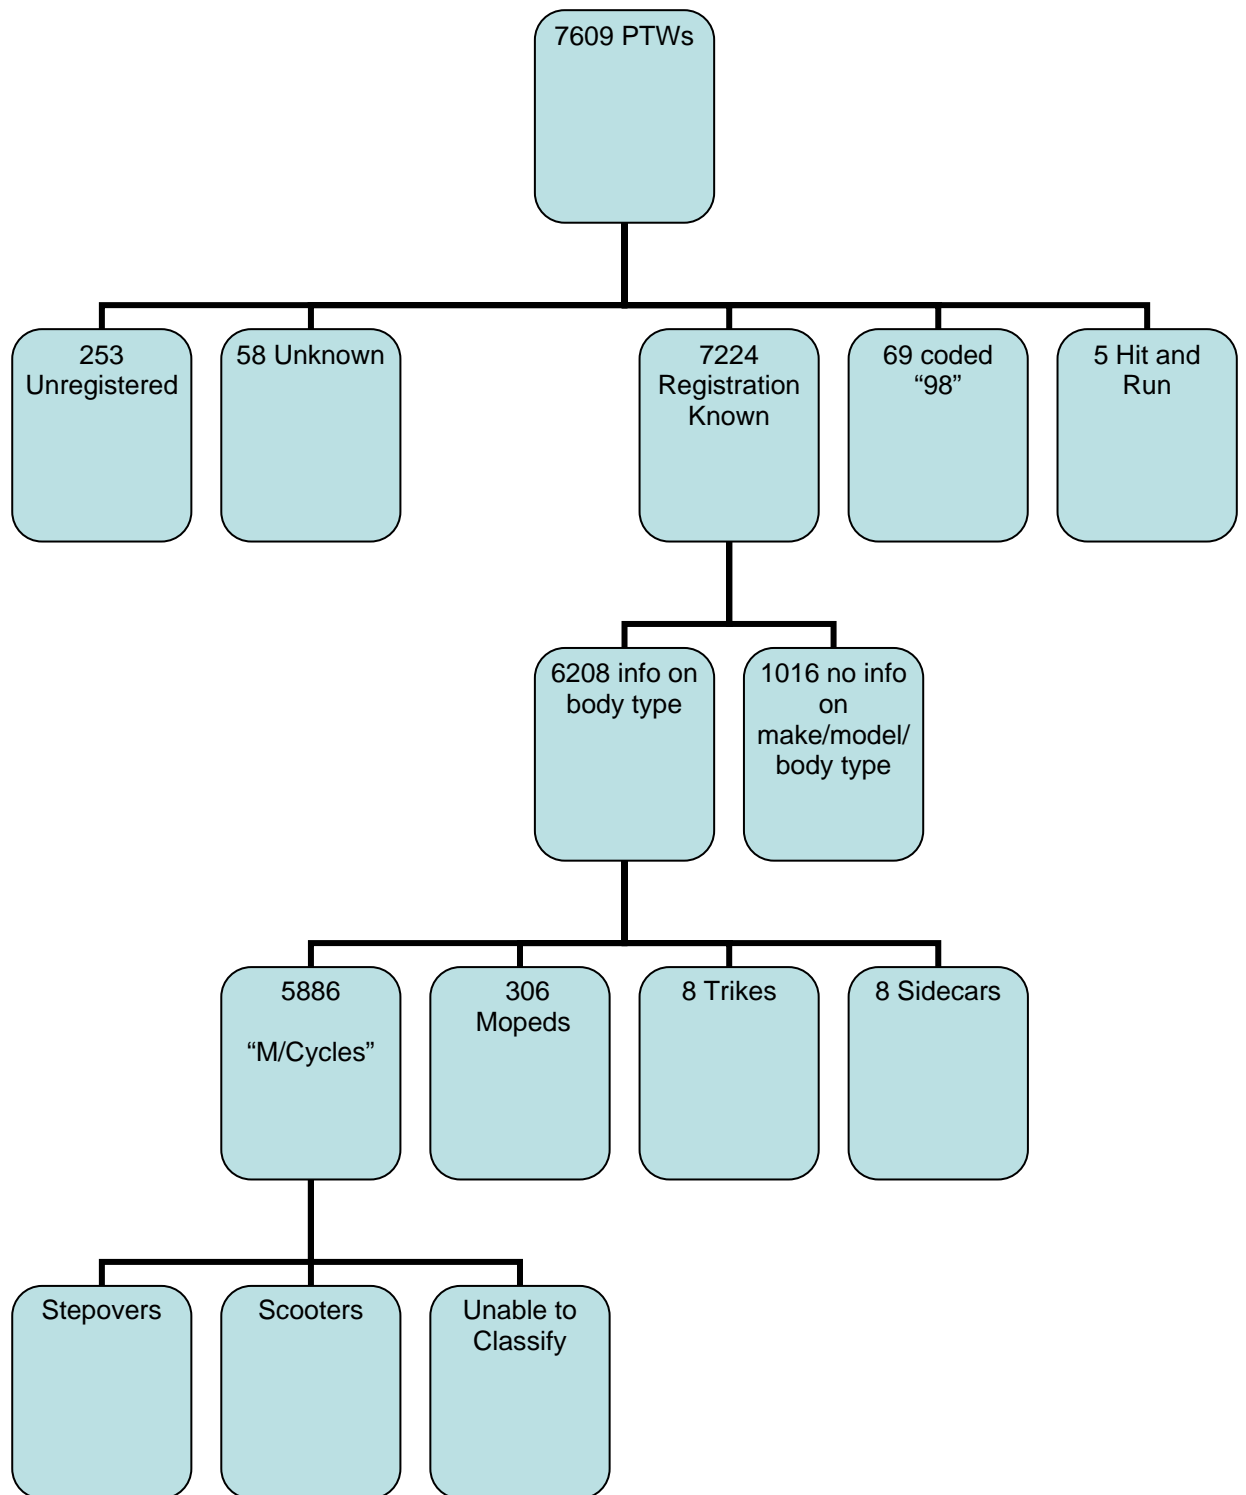 7609 PTWs
253
Unregistered
58 Unknown
7224
Registration
Known
69 coded
“98”
5 Hit and
Run
6208 info on
body type
1016 no info
on
make/model/
body type
5886
“M/Cycles”
306
Mopeds
8 Trikes
8 Sidecars
Stepovers
Scooters
Unable to
Classify